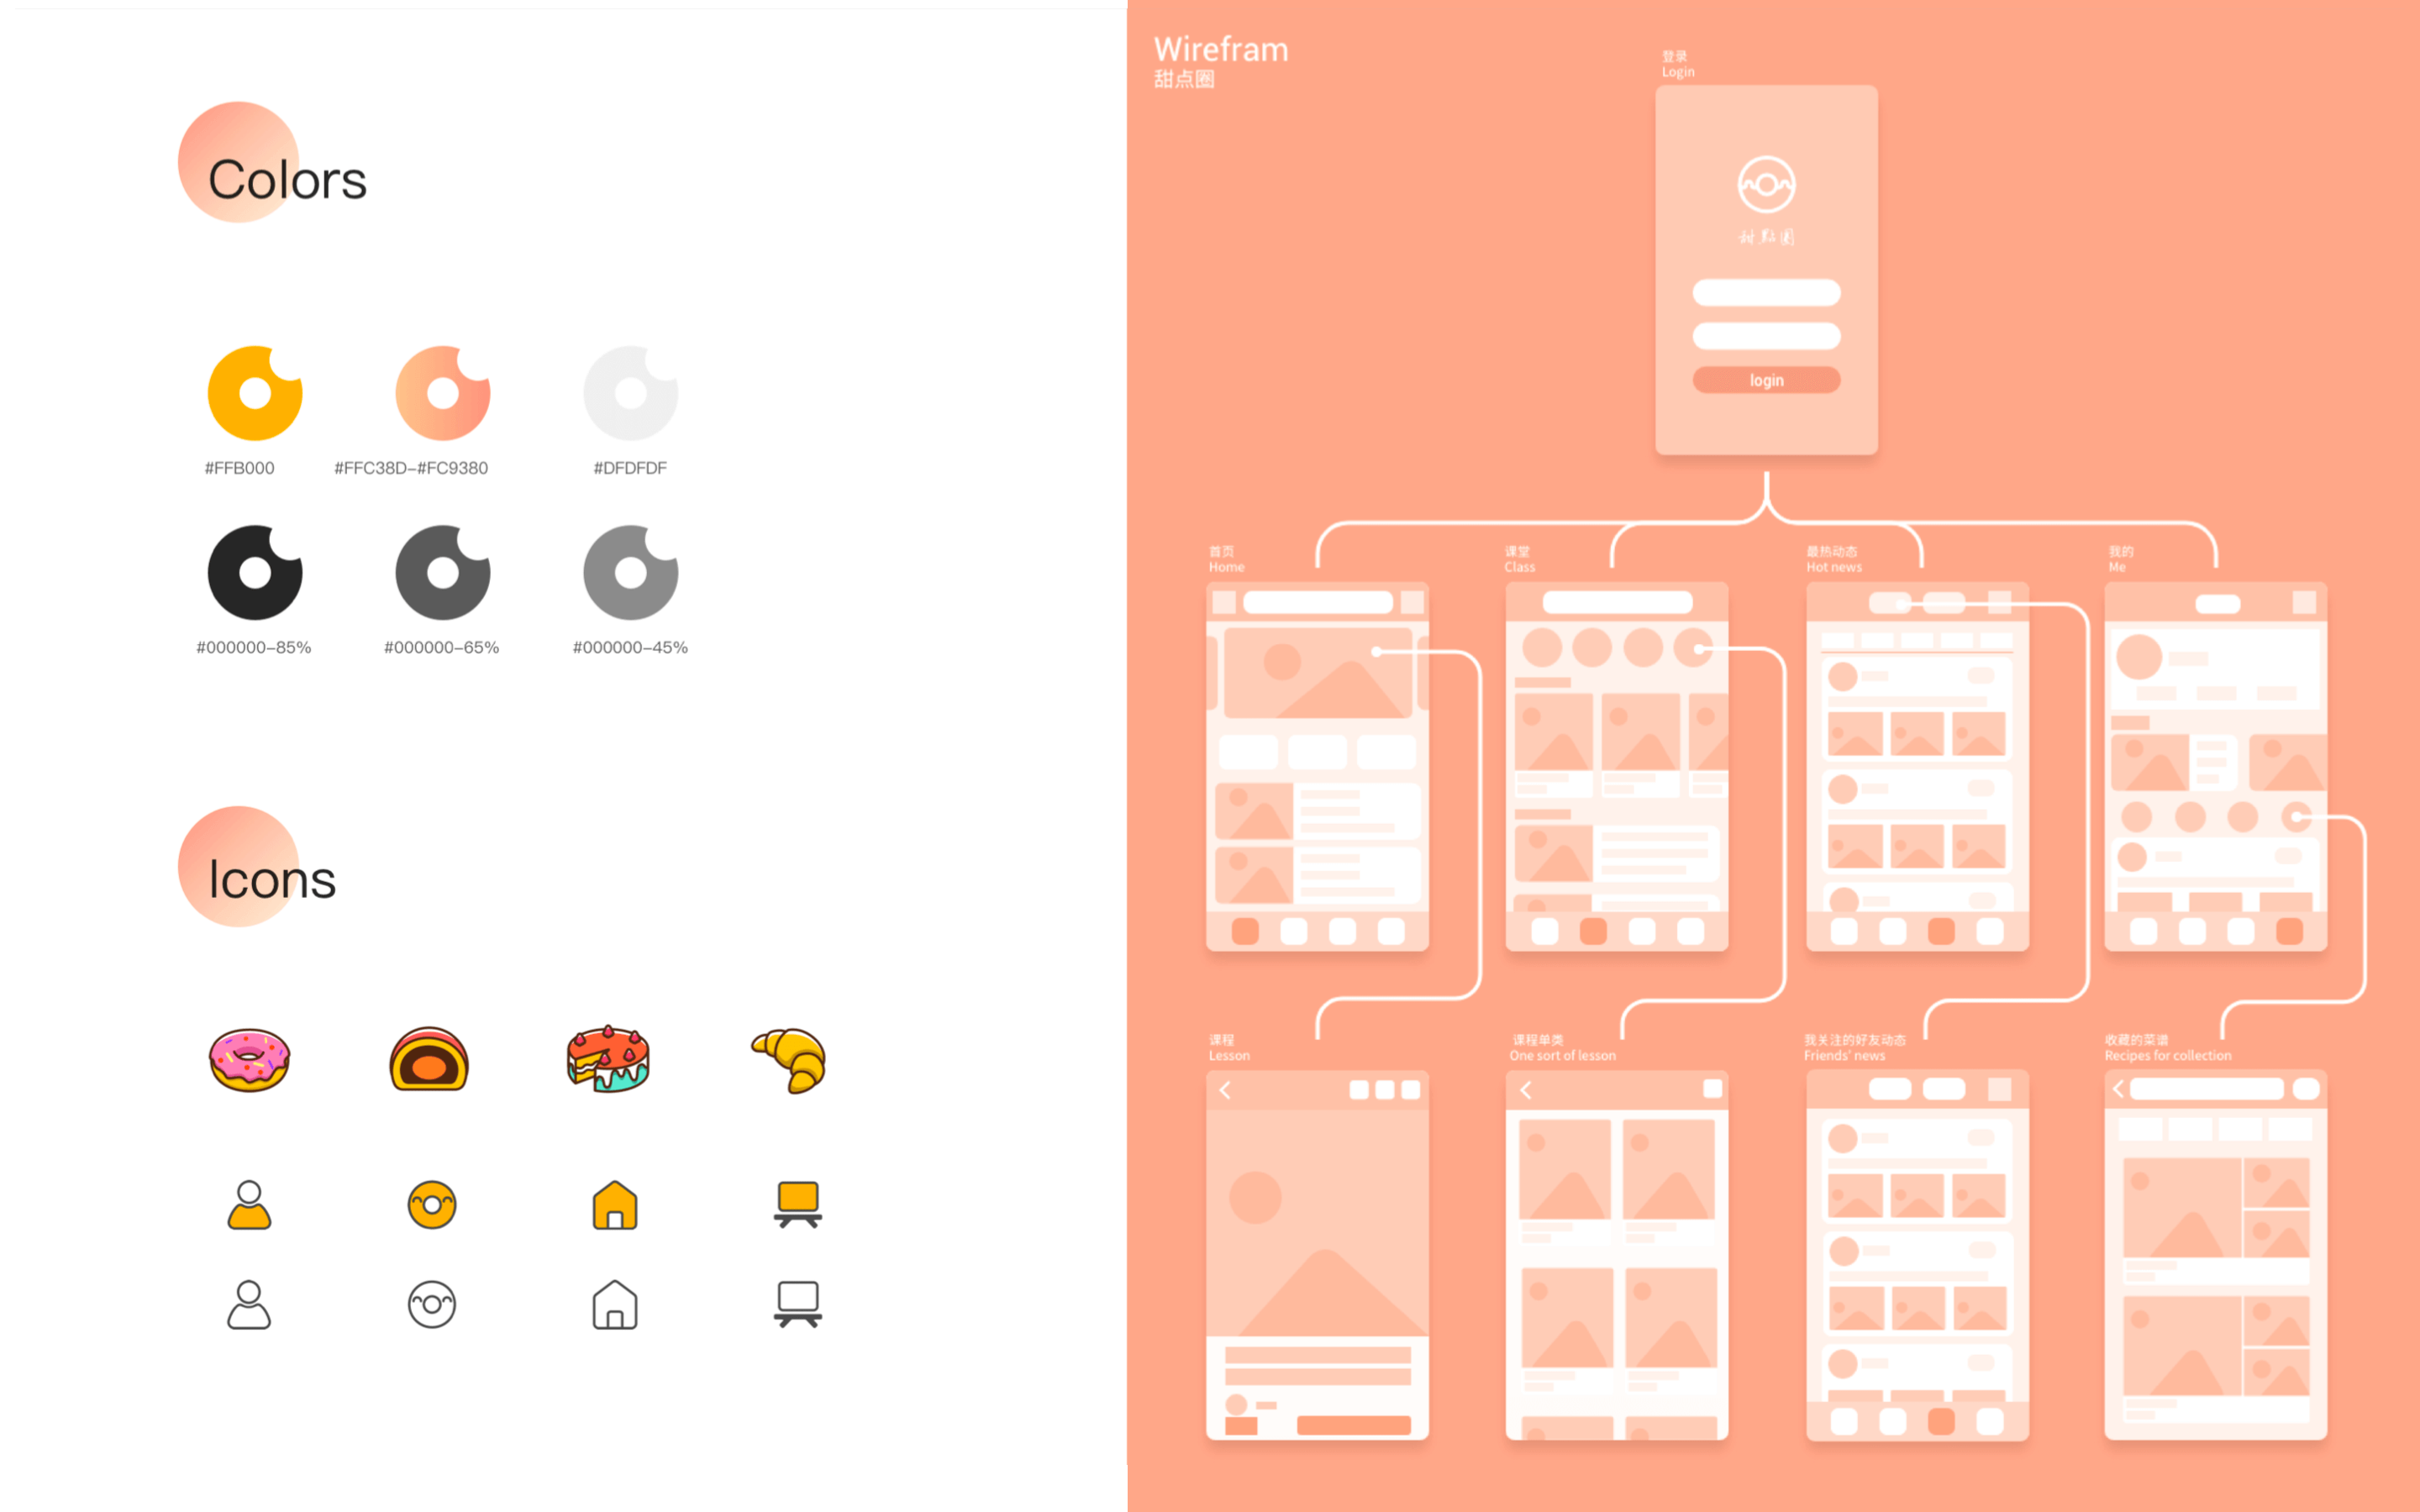 Colors
#FFB000
#FFC38D-#FC9380
#DFDFDF
#000000-85%
#000000-65%
#000000-45%
Icons
Wirefram
甜点圈
登录
Login
甜點圈
login
首页
Home
课堂
Class
最热动态
Hot news
我的
Me
课程
Lesson
课程单类
One sort of lesson
我关注的好友动态
Friends' news
收藏的菜谱
Recipes for collection